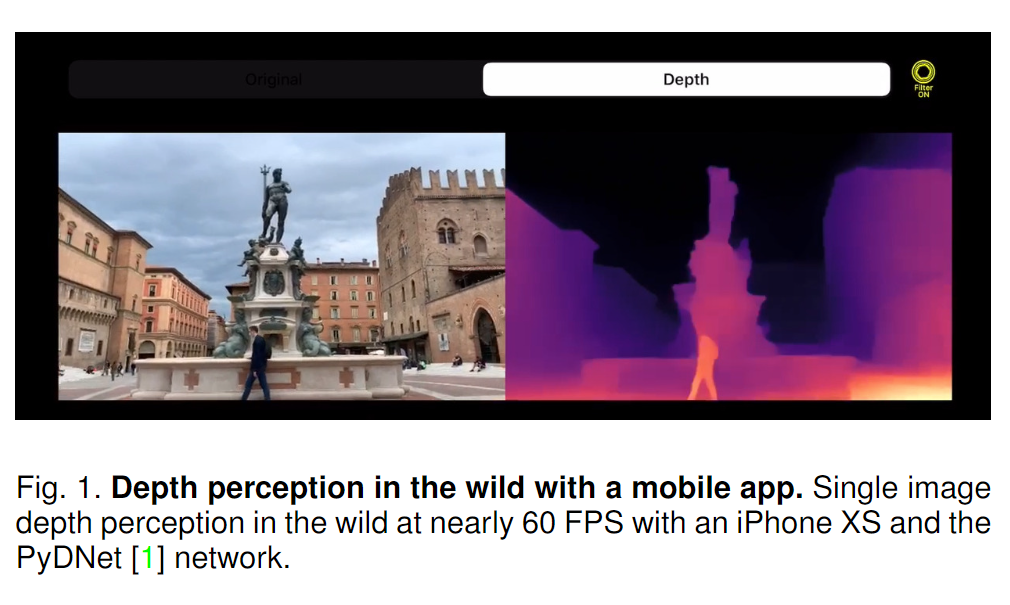 Original
Depth
Filter
ON
Fig. 1. Depth perception in the wild with a mobile app. Single image
depth perception in the wild at nearly 60 FPS with an iPhone XS and the
PyDNet [1] network.